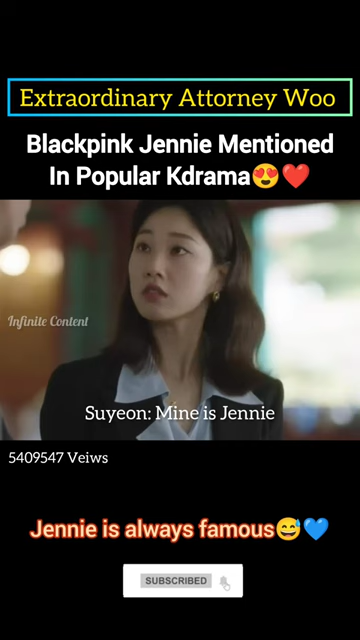 Extraordinary Attorney Woo
Blackpink Jennie Mentioned
In Popular Kdrama😍❤️
Infinite Content
Suyeon: Mine is Jennie
5409547 Veiws
Jennie is always famous😅💙
SUBSCRIBED